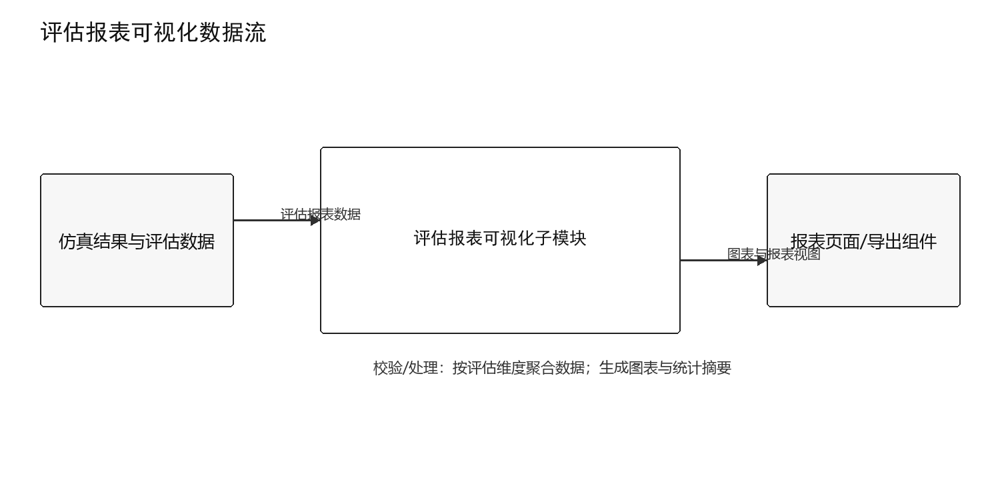 评估报表可视化数据流
仿真结果与评估数据
评估报表数据
评估报表可视化子模块
图表与报表视图
报表页面/导出组件
校验/处理：按评估维度聚合数据；生成图表与统计摘要